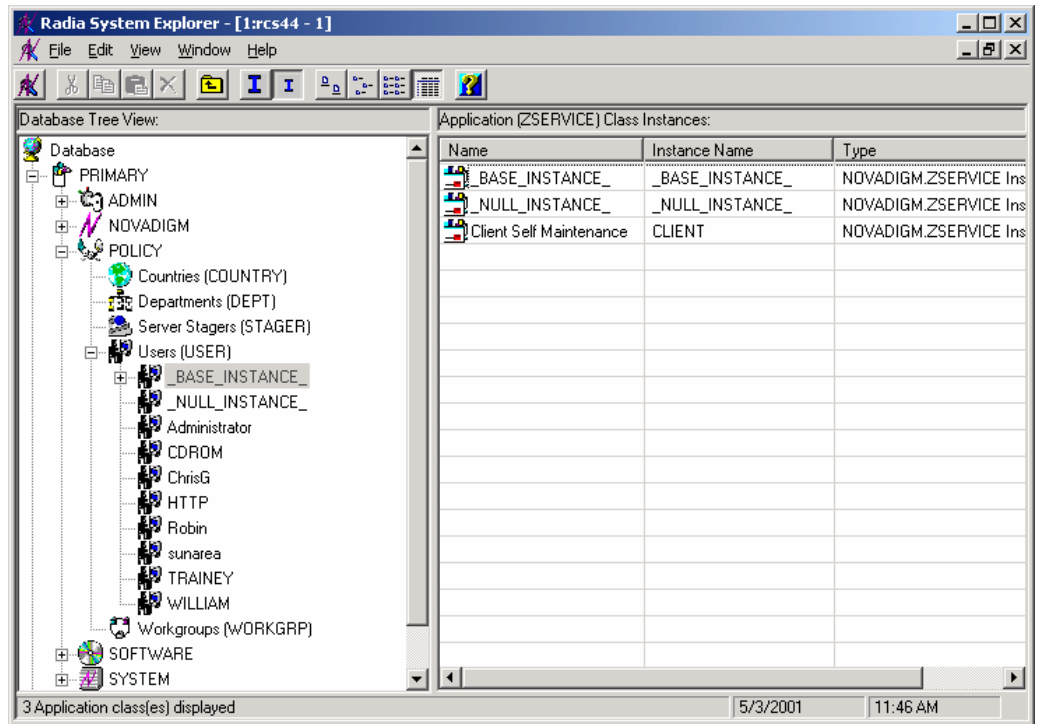 Radia System Explorer - [1:rcs44 - 1]
File Edit View Window Help
Database Tree View:
Application (ZSERVICE) Class Instances:
Database
PRIMARY
ADMIN
NOVADIGM
POLICY
Countries (COUNTRY)
Departments (DEPT)
Server Stagers (STAGER)
Users (USER)
_BASE_INSTANCE_
_NULL_INSTANCE_
Administrator
CDROM
ChrisG
HTTP
Robin
sunarea
TRAINEY
WILLIAM
Workgroups (WORKGRP)
SOFTWARE
SYSTEM
Name Instance Name Type
_BASE_INSTANCE_ _BASE_INSTANCE_ NOVADIGM.ZSERVICE Ins
_NULL_INSTANCE_ _NULL_INSTANCE_ NOVADIGM.ZSERVICE Ins
Client Self Maintenance CLIENT NOVADIGM.ZSERVICE Ins
3 Application class(es) displayed 5/3/2001 11:46 AM